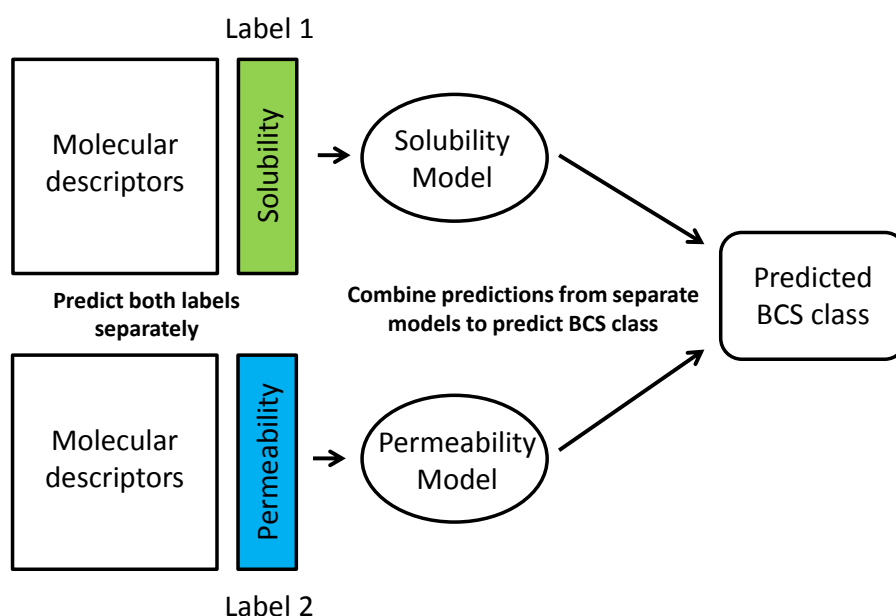 Label 1
Molecular
descriptors
Solubility
Solubility
Model
Predict both labels
separately
Combine predictions from separate
models to predict BCS class
Predicted
BCS class
Molecular
descriptors
Permeability
Permeability
Model
Label 2